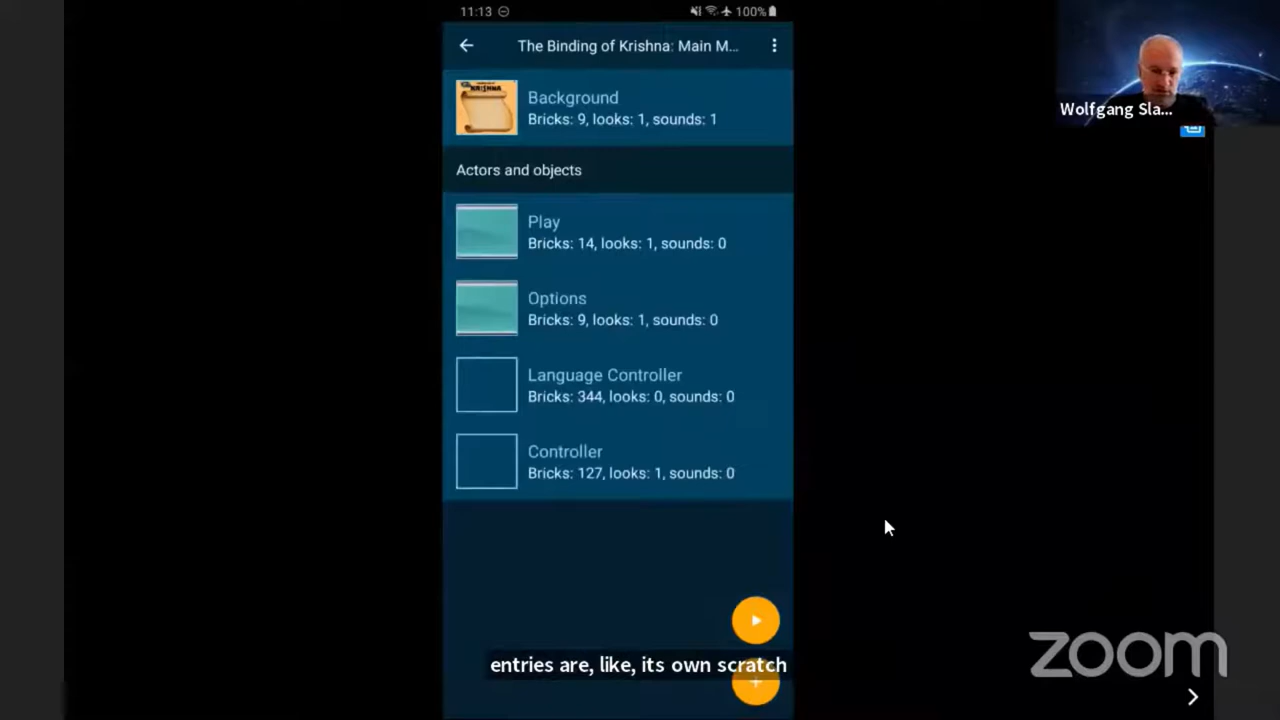 11:13
100%
The Binding of Krishna: Main M...
KRISHNA
Background
Bricks: 9, looks: 1, sounds: 1
Actors and objects
Play
Bricks: 14, looks: 1, sounds: 0
Options
Bricks: 9, looks: 1, sounds: 0
Language Controller
Bricks: 344, looks: 0, sounds: 0
Controller
Bricks: 127, looks: 1, sounds: 0
entries are, like, its own scratch
Wolfgang Sla...
zoom